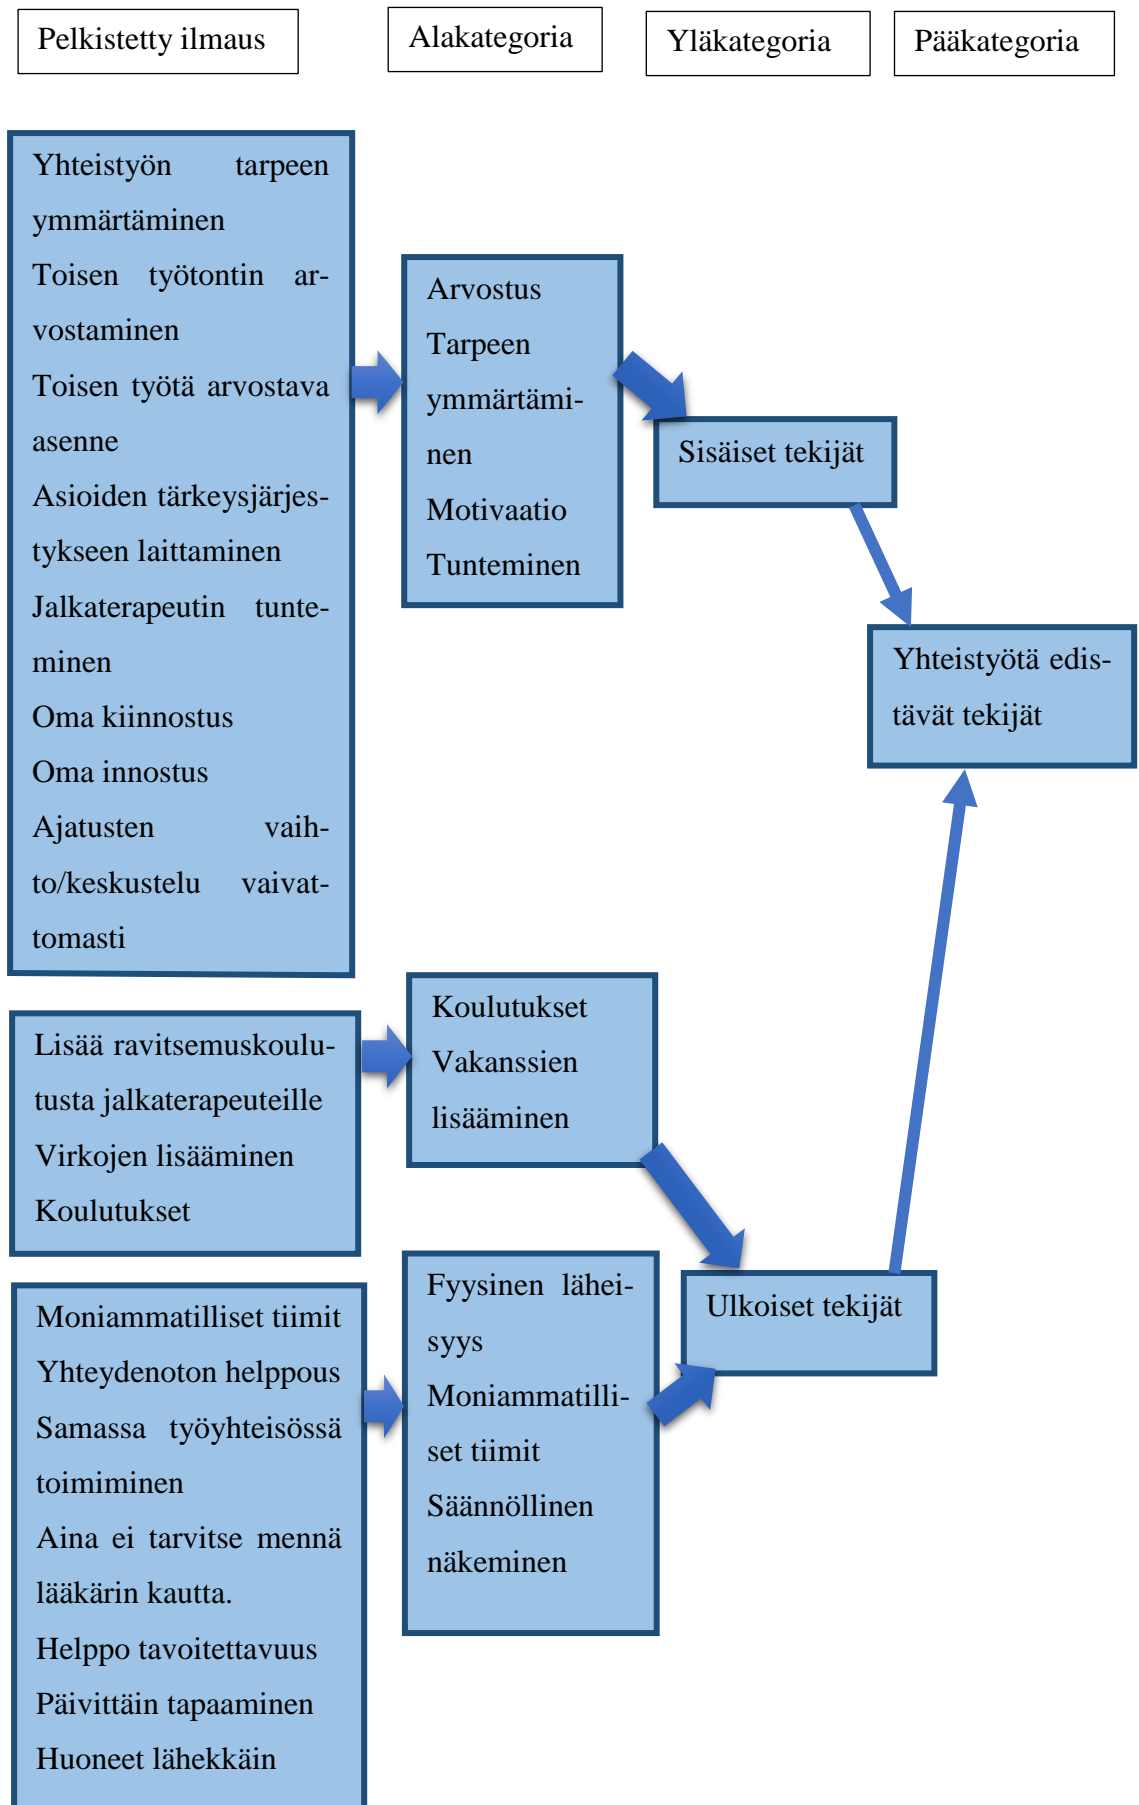 Pelkistetty ilmaus
Alakategoria
Yläkategoria
Pääkategoria
Yhteistyön tarpeen
ymmärtäminen
Toisen työtontin ar-
vostaminen
Toisen työtä arvostava
asenne
Asioiden tärkeysjärjes-
tykseen laittaminen
Jalkaterapeutin tunte-
minen
Oma kiinnostus
Oma innostus
Ajatusten vaih-
to/keskustelu vaivat-
tomasti
Arvostus
Tarpeen
ymmärtämi-
nen
Motivaatio
Tunteminen
Sisäiset tekijät
Yhteistyötä edis-
tävät tekijät
Lisää ravitsemuskoulu-
tusta jalkaterapeuteille
Virkojen lisääminen
Koulutukset
Koulutukset
Vakanssien
lisääminen
Moniammatilliset tiimit
Yhteydenoton helppous
Samassa työyhteisössä
toimiminen
Aina ei tarvitse mennä
lääkärin kautta.
Helppo tavoitettavuus
Päivittäin tapaaminen
Huoneet lähekkäin
Fyysinen lähei-
syys
Moniammatilli-
set tiimit
Säännöllinen
näkeminen
Ulkoiset tekijät